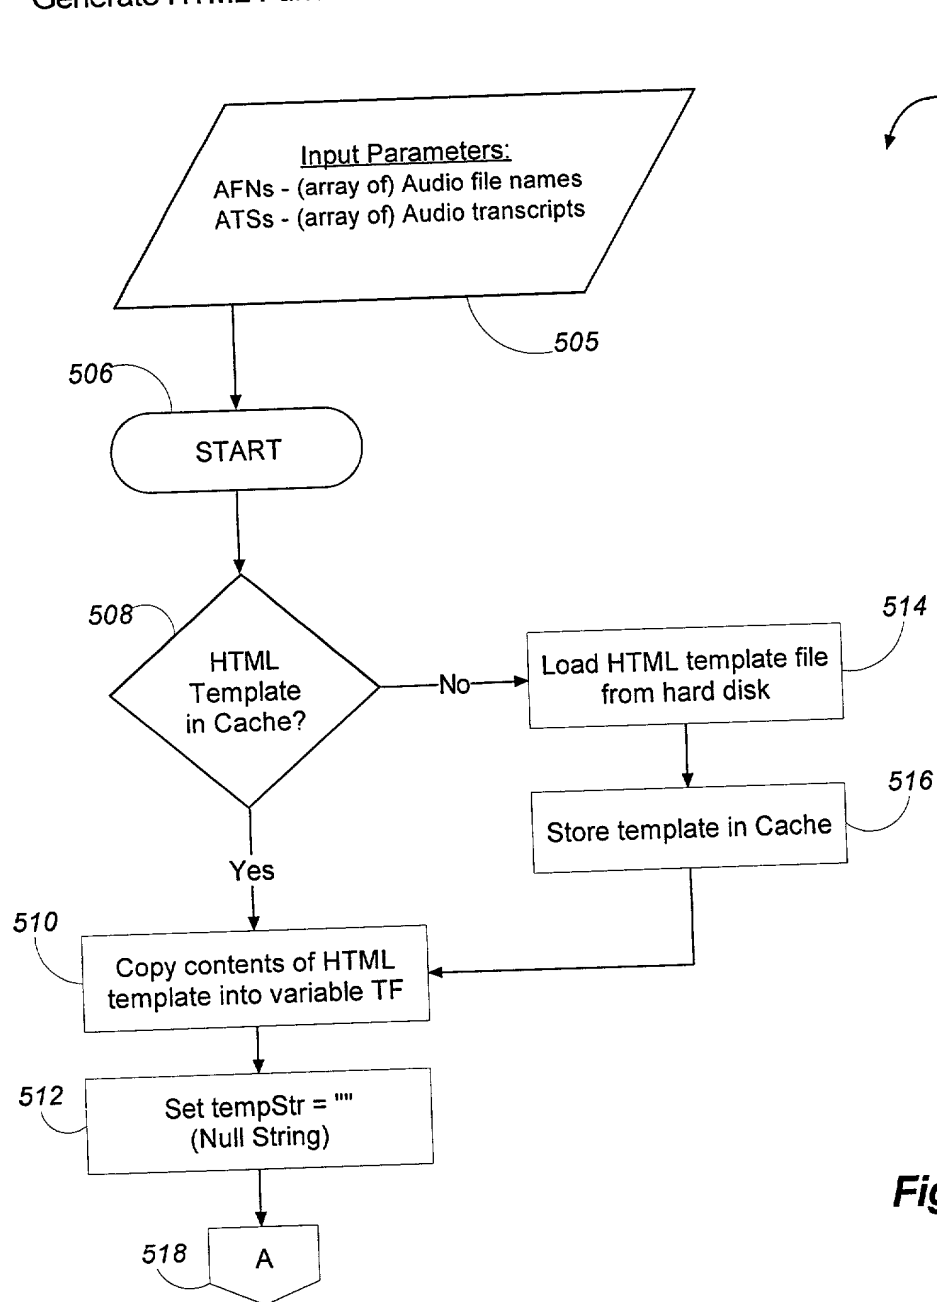 Generate HTML
Input Parameters:
AFNs - (array of) Audio file names
ATSs - (array of) Audio transcripts
505
506
START
508
HTML
Template
in Cache?
No
514
Load HTML template file
from hard disk
516
Store template in Cache
Yes
510
Copy contents of HTML
template into variable TF
512
Set tempStr = ""
(Null String)
518
A